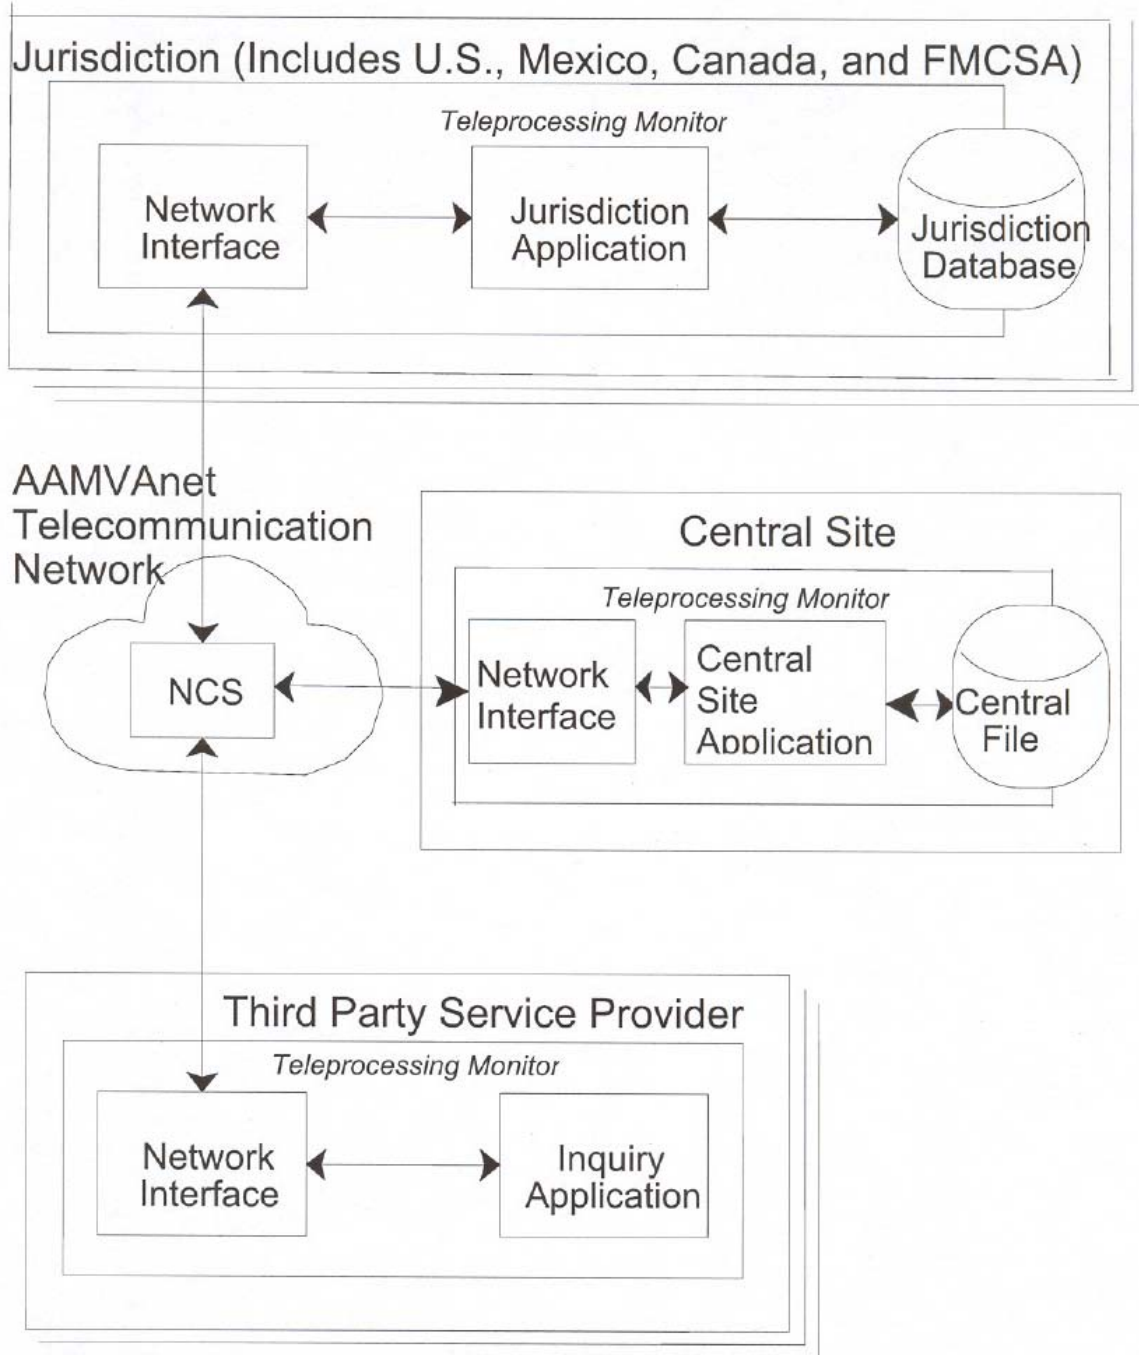 Jurisdiction (Includes U.S., Mexico, Canada, and FMCSA)
Teleprocessing Monitor
Network
Interface
Jurisdiction
Application
Jurisdiction
Database
AAMVAnet
Telecommunication
Network
NCS
Central Site
Teleprocessing Monitor
Network
Interface
Central
Site
Application
Central
File
Third Party Service Provider
Teleprocessing Monitor
Network
Interface
Inquiry
Application